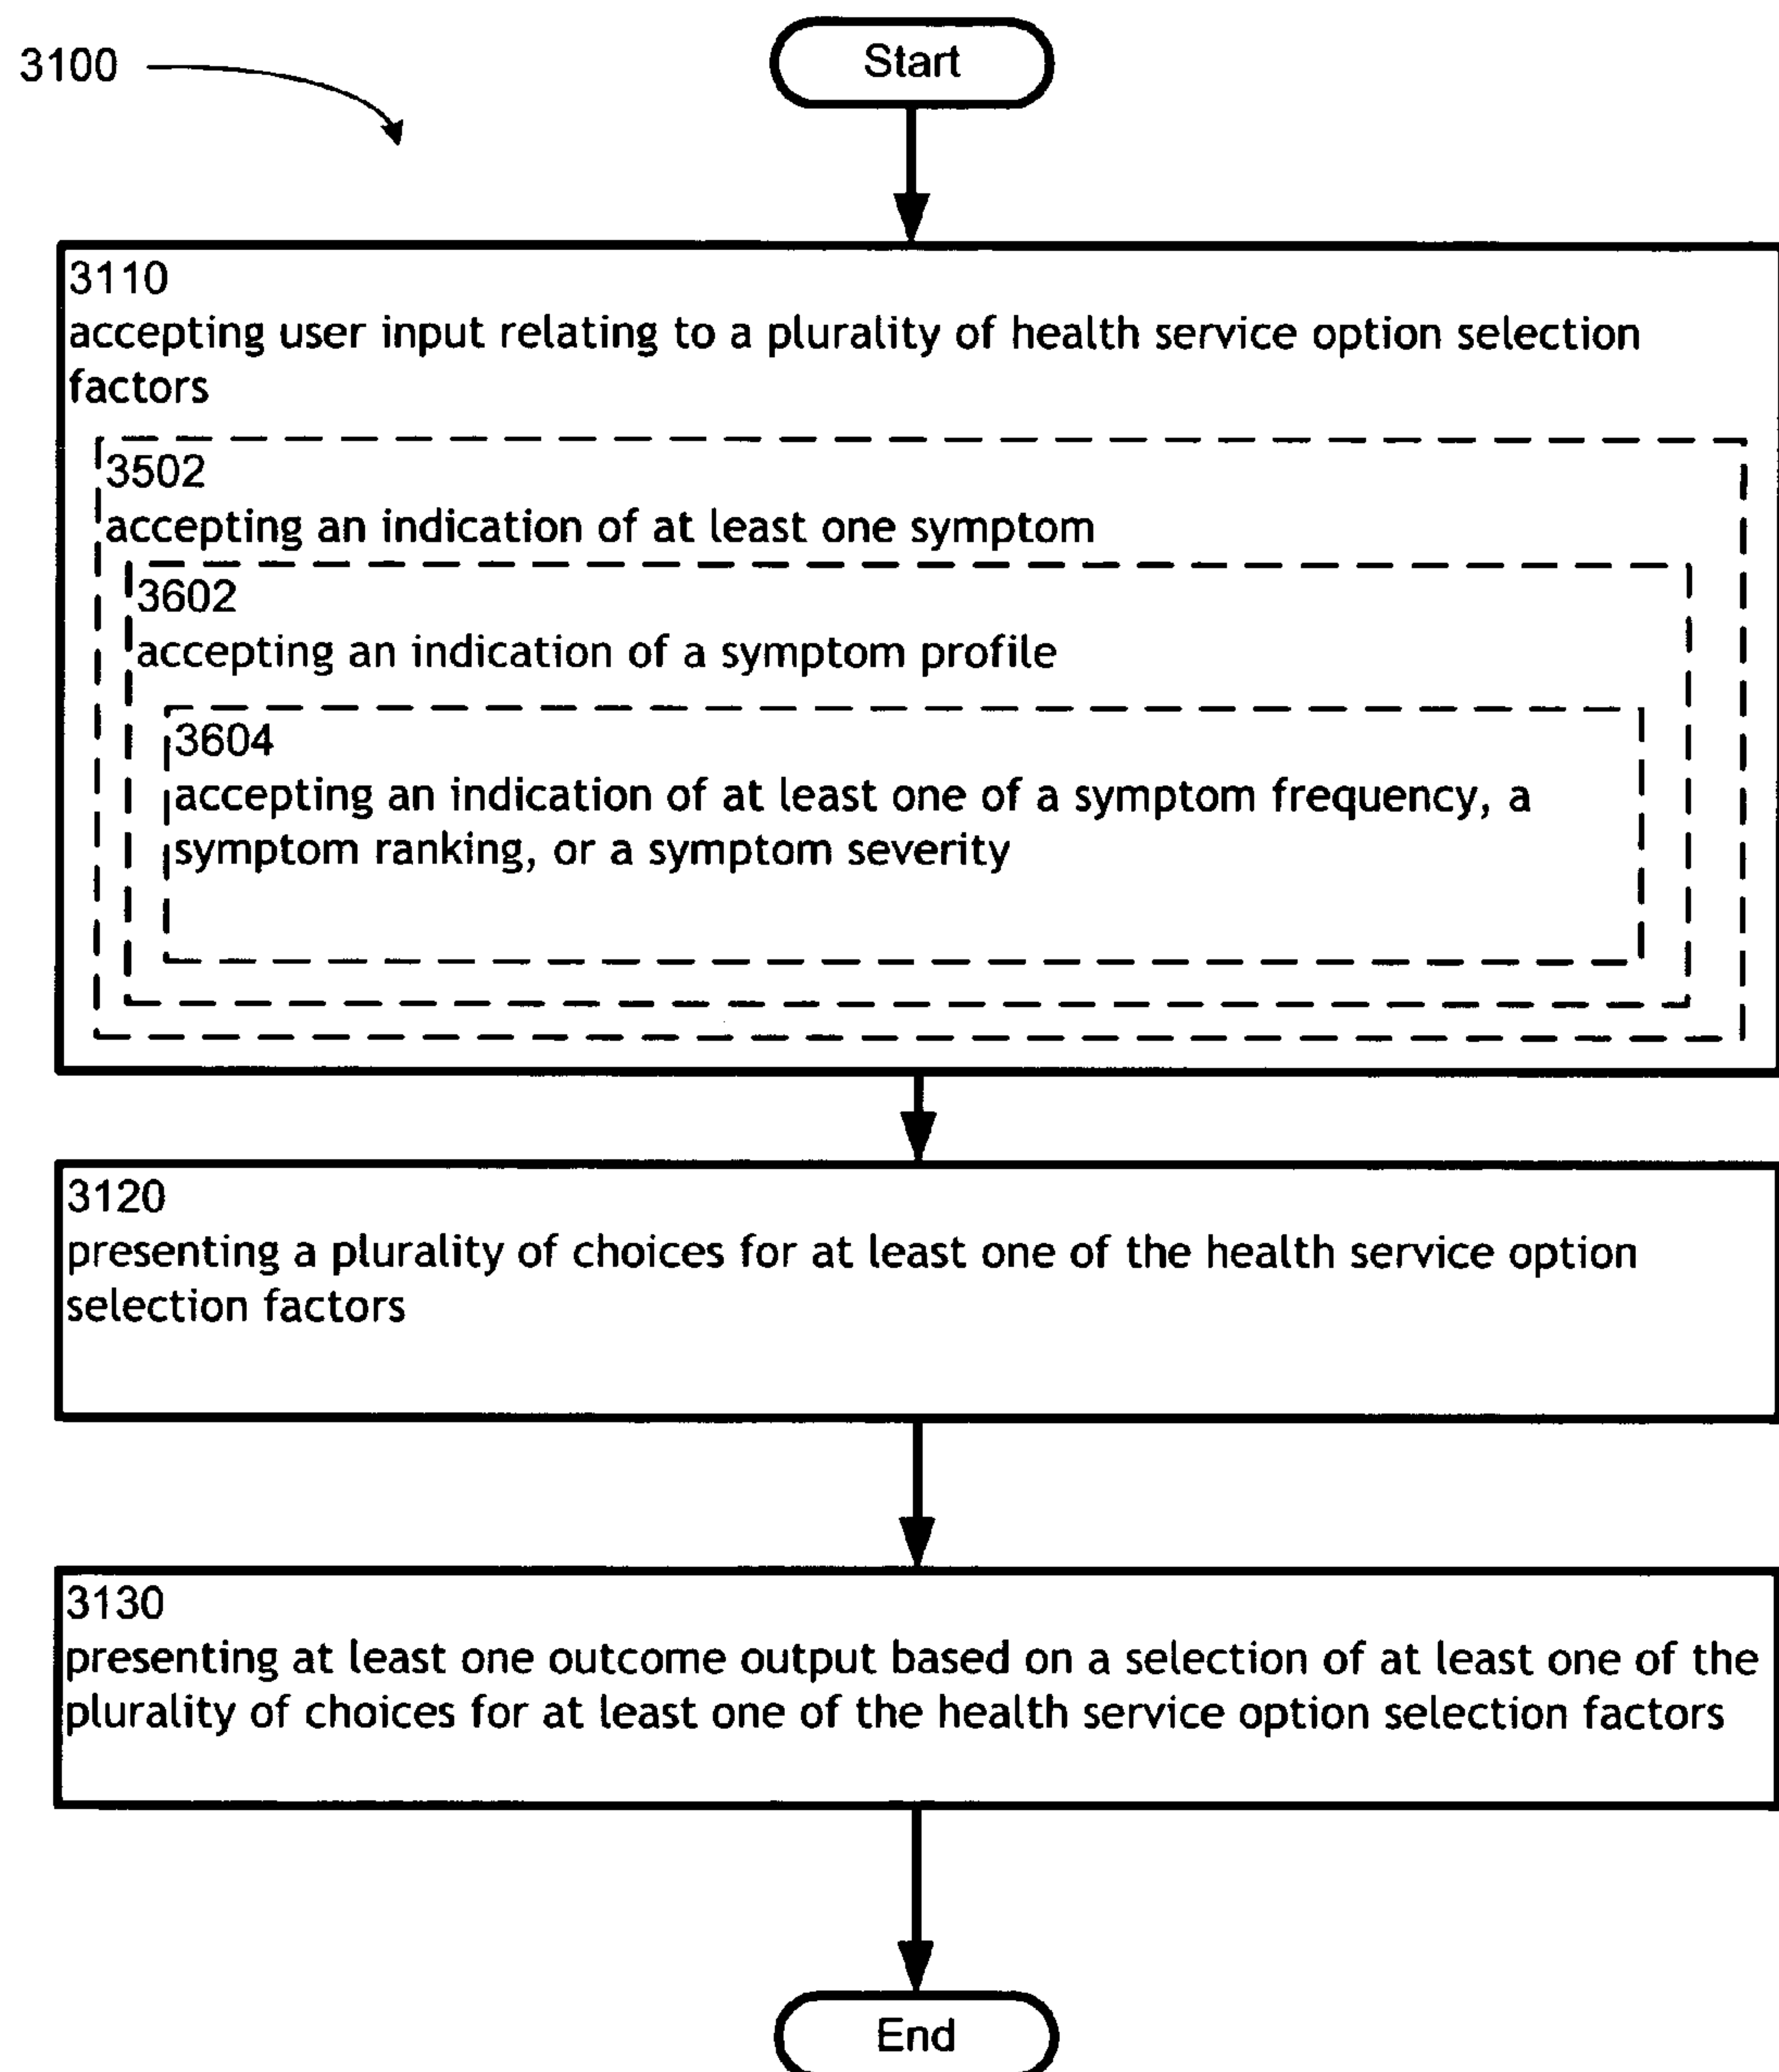 3100
Start
3110
accepting user input relating to a plurality of health service option selection
factors
3502
accepting an indication of at least one symptom
3602
accepting an indication of a symptom profile
3604
accepting an indication of at least one of a symptom frequency, a
symptom ranking, or a symptom severity
3120
presenting a plurality of choices for at least one of the health service option
selection factors
3130
presenting at least one outcome output based on a selection of at least one of the
plurality of choices for at least one of the health service option selection factors
End